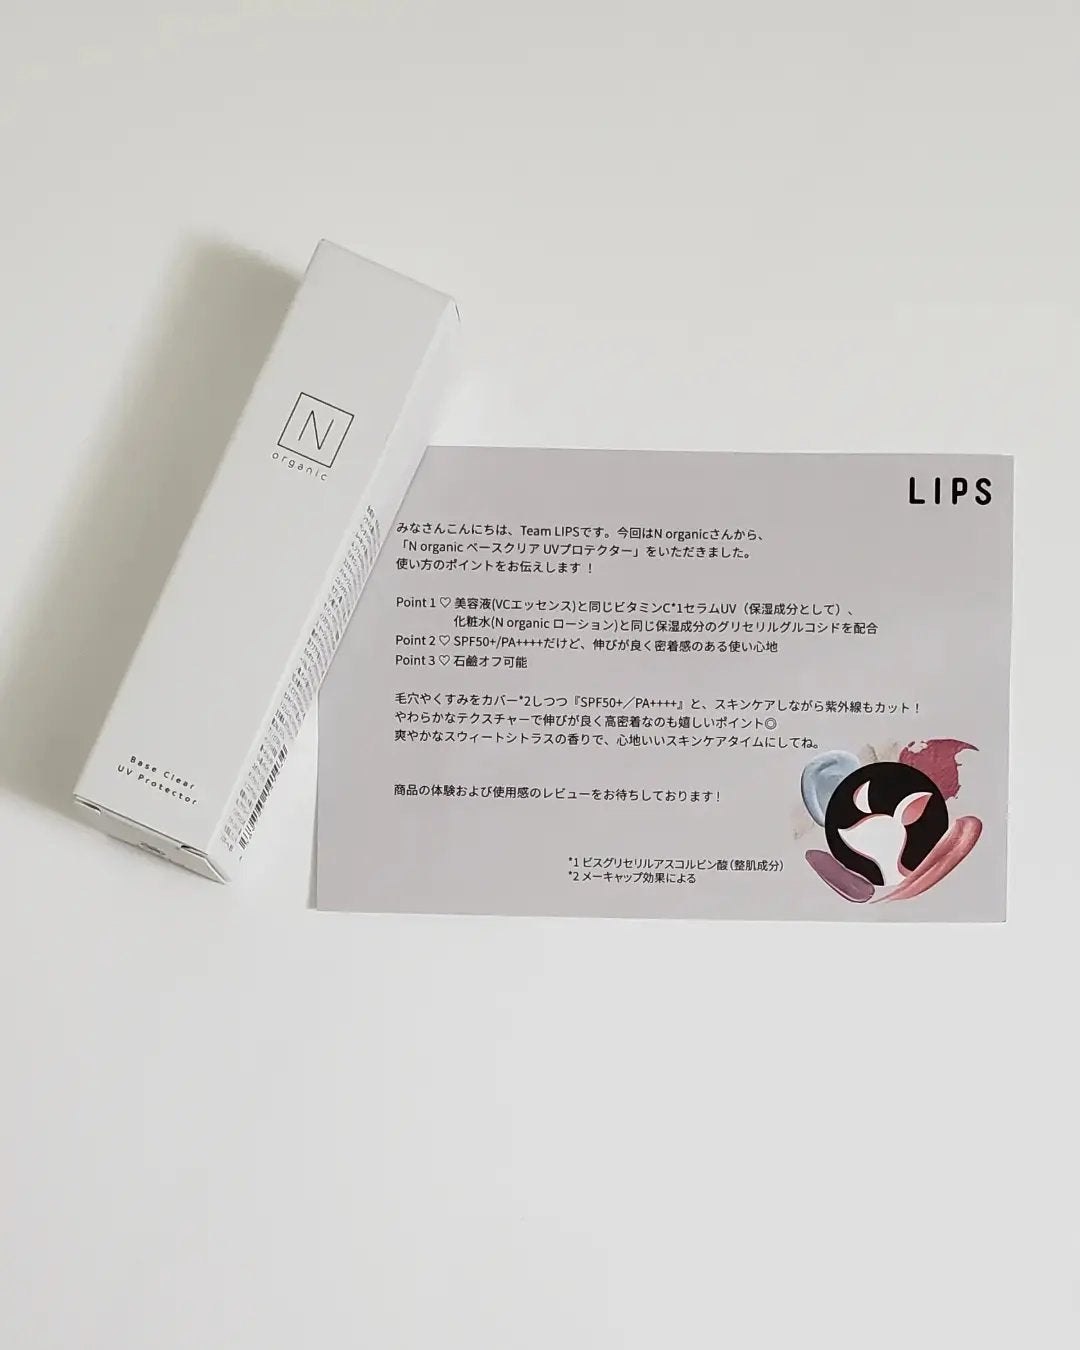 N
organic
Base Clear
UV Protector
LIPS
みなさんこんにちは、Team LIPSです。今回はN organicさんから、
「N organic ベースクリア UVプロテクター」をいただきました。
使い方のポイントをお伝えします！
Point 1 ♡ 美容液(VCエッセンス)と同じビタミンC*1セラムUV（保湿成分として）、
化粧水(N organic ローション)と同じ保湿成分のグリセリルグルコシドを配合
Point 2 ♡ SPF50+/PA++++だけど、伸びが良く密着感のある使い心地
Point 3 ♡ 石鹼オフ可能
毛穴やくすみをカバー*2しつつ『SPF50+／PA++++』と、スキンケアしながら紫外線もカット！
やわらかなテクスチャーで伸びが良く高密着なのも嬉しいポイント◎
爽やかなスウィートシトラスの香りで、心地いいスキンケアタイムにしてね。
商品の体験および使用感のレビューをお待ちしております！
*1 ビスグリセリルアスコルビン酸（整肌成分）
*2 メーキャップ効果による